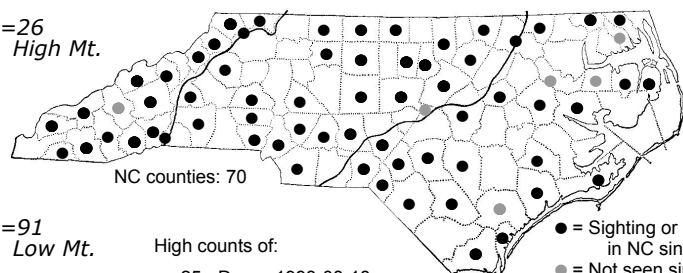 =26
High Mt.
NC counties: 70
=91
Low Mt.
High counts of:
= Sighting or
in NC sin
= Not seen si